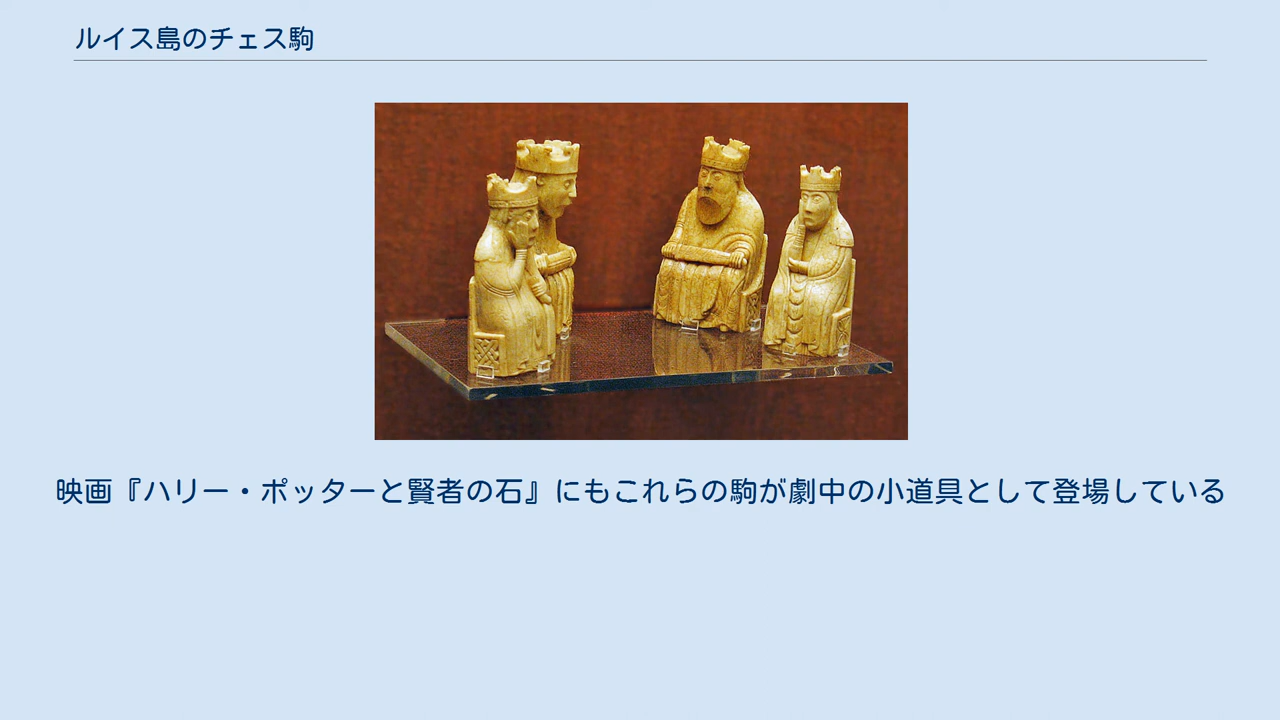 ルイス島のチェス駒
映画『ハリー・ポッターと賢者の石』にもこれらの駒が劇中の小道具として登場している